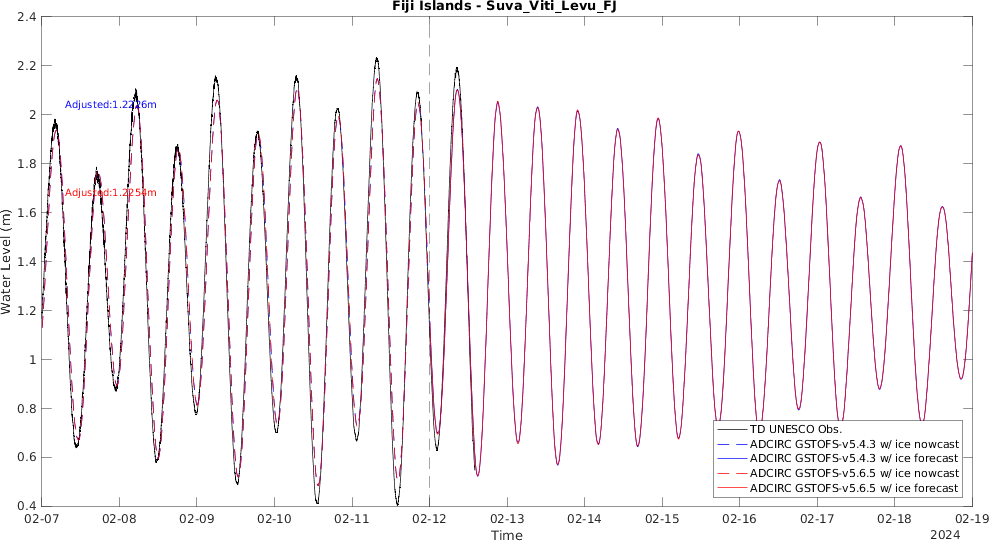 Fiji Islands - Suva_Viti_Levu_FJ
2.4
2.2
2
1.8
1.6
1.4
1.2
1
0.8
0.6
0.4
Water Level (m)
Adjusted:1.2226m
Adjusted:1.2254m
TD UNESCO Obs.
ADCIRC GSTOFS-v5.4.3 w/ ice nowcast
ADCIRC GSTOFS-v5.4.3 w/ ice forecast
ADCIRC GSTOFS-v5.6.5 w/ ice nowcast
ADCIRC GSTOFS-v5.6.5 w/ ice forecast
02-07 02-08 02-09 02-10 02-11 02-12 02-13 02-14 02-15 02-16 02-17 02-18 02-19
Time
2024